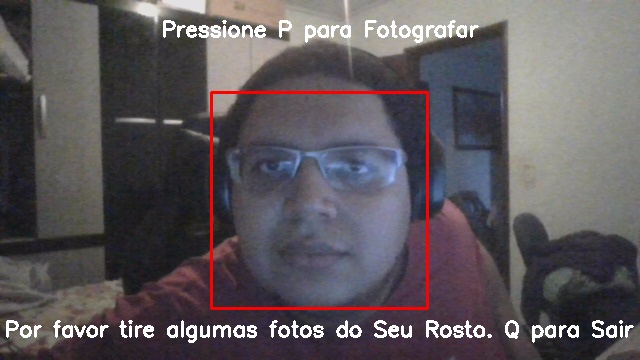 Pressione P para Fotografar
Por favor tire algumas fotos do Seu Rosto. Q para Sair